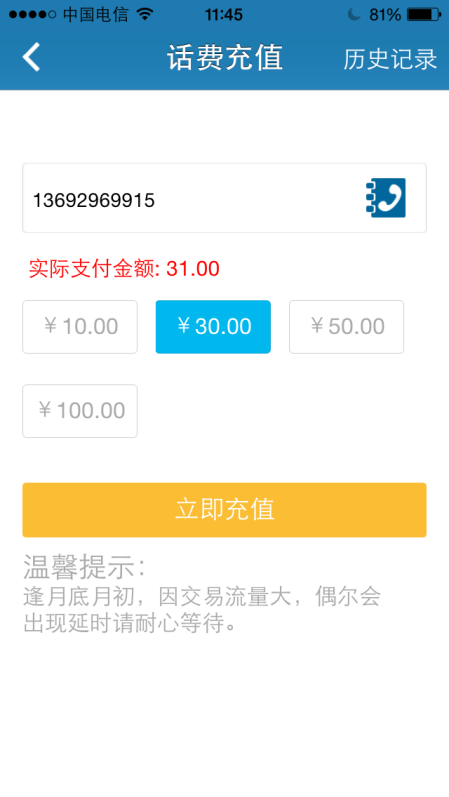 中国电信 11:45 81%
话费充值 历史记录
13692969915
实际支付金额: 31.00
￥10.00 ￥30.00 ￥50.00
￥100.00
立即充值
温馨提示：
逢月底月初，因交易流量大，偶尔会
出现延时请耐心等待。